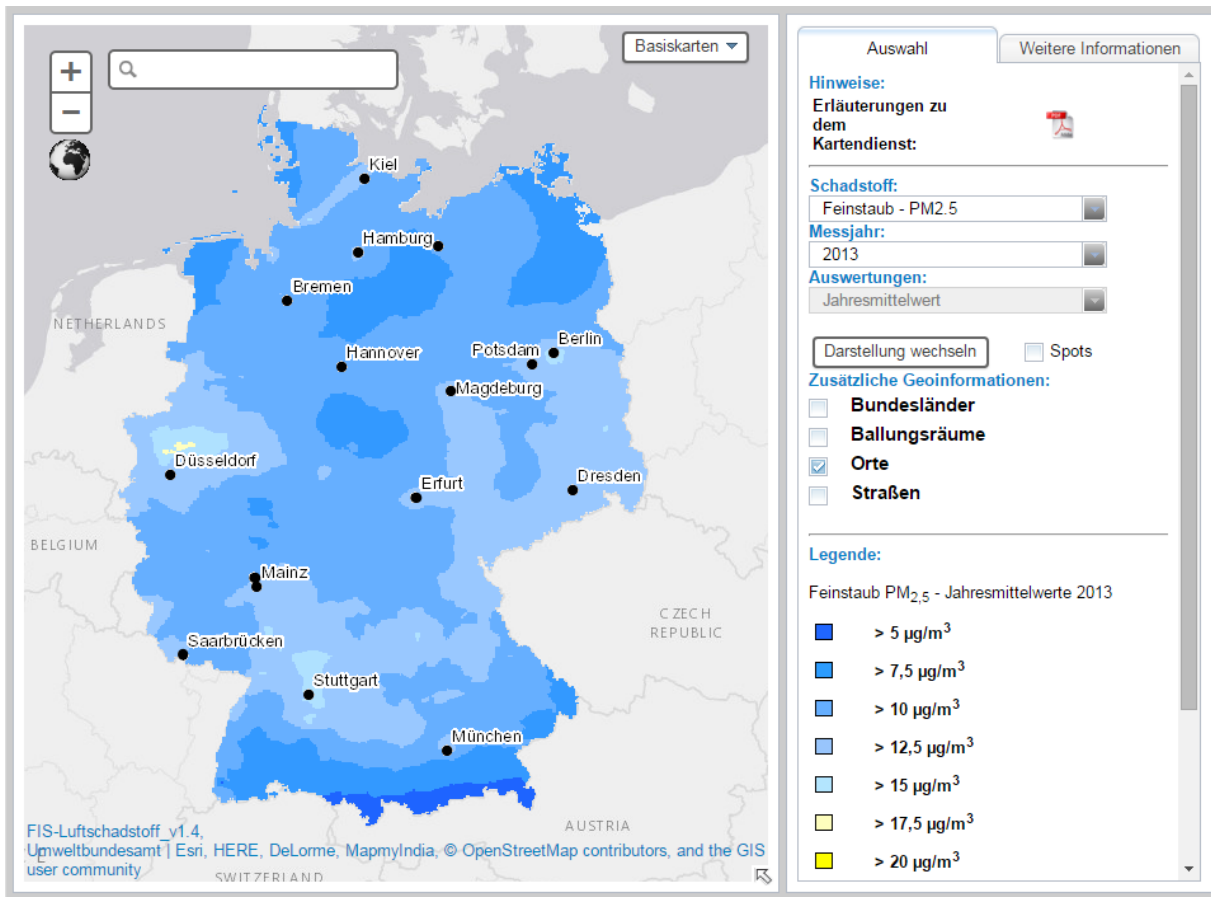 +
−
Basiskarten
Kiel
Hamburg
Bremen
NETHERLANDS
Hannover
Potsdam
Berlin
Magdeburg
Düsseldorf
Erfurt
Dresden
BELGIUM
Mainz
CZECH
REPUBLIC
Saarbrücken
Stuttgart
München
AUSTRIA
FIS-Luftschadstoff_v1.4,
Umweltbundesamt | Esri, HERE, DeLorme, MapmyIndia, © OpenStreetMap contributors, and the GIS
user community
SWITZERLAND
Auswahl
Weitere Informationen
Hinweise:
Erläuterungen zu
dem
Kartendienst:
PDF
Schadstoff:
Feinstaub - PM2.5
Messjahr:
2013
Auswertungen:
Jahresmittelwert
Darstellung wechseln
Spots
Zusätzliche Geoinformationen:
Bundesländer
Ballungsräume
Orte
Straßen
Legende:
Feinstaub PM2,5 - Jahresmittelwerte 2013
> 5 µg/m³
> 7,5 µg/m³
> 10 µg/m³
> 12,5 µg/m³
> 15 µg/m³
> 17,5 µg/m³
> 20 µg/m³